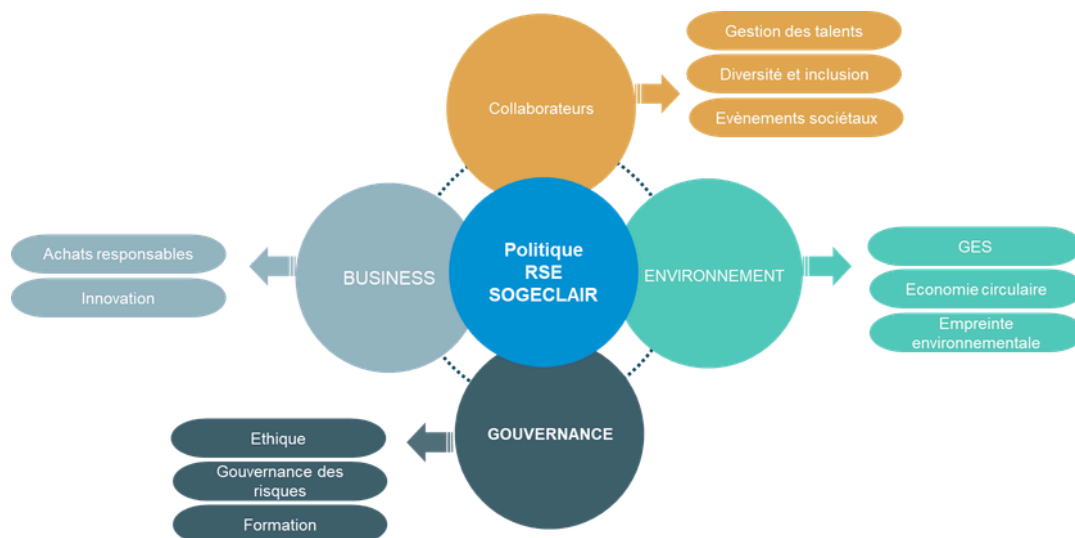 Gestion des talents
Diversité et inclusion
Evènements sociétaux
Collaborateurs
Achats responsables
Innovation
BUSINESS
Politique
RSE
SOGECLAIR
ENVIRONNEMENT
GES
Economie circulaire
Empreinte
environnementale
GOUVERNANCE
Ethique
Gouvernance des
risques
Formation